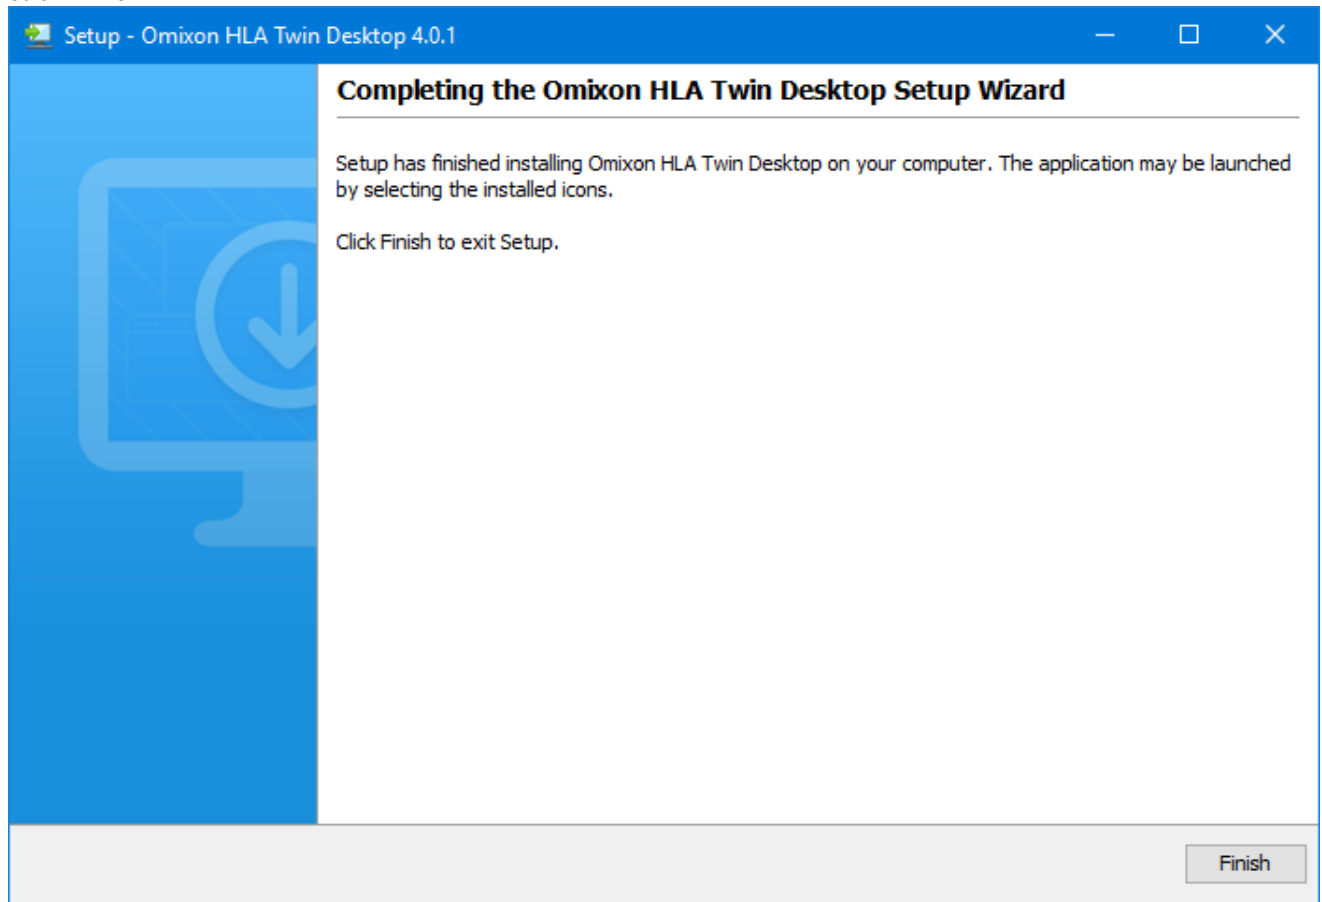 Setup - Omixon HLA Twin Desktop 4.0.1
Completing the Omixon HLA Twin Desktop Setup Wizard
Setup has finished installing Omixon HLA Twin Desktop on your computer. The application may be launched
by selecting the installed icons.
Click Finish to exit Setup.
Finish